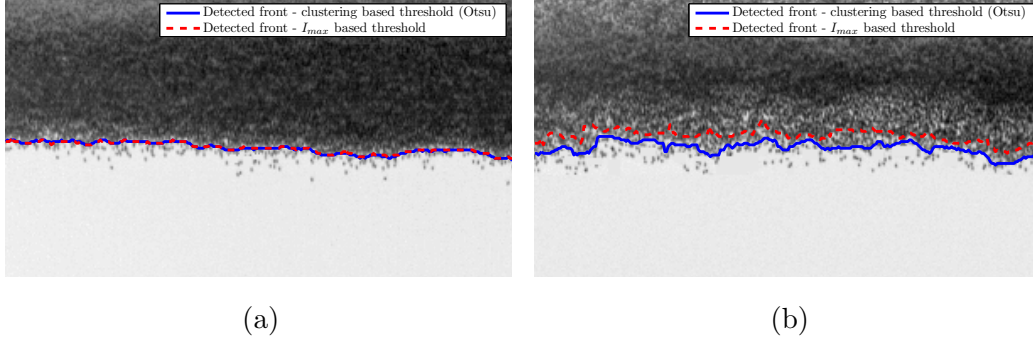 Detected front - clustering based threshold (Otsu)
Detected front - I_max based threshold
Detected front - clustering based threshold (Otsu)
Detected front - I_max based threshold
(a)
(b)